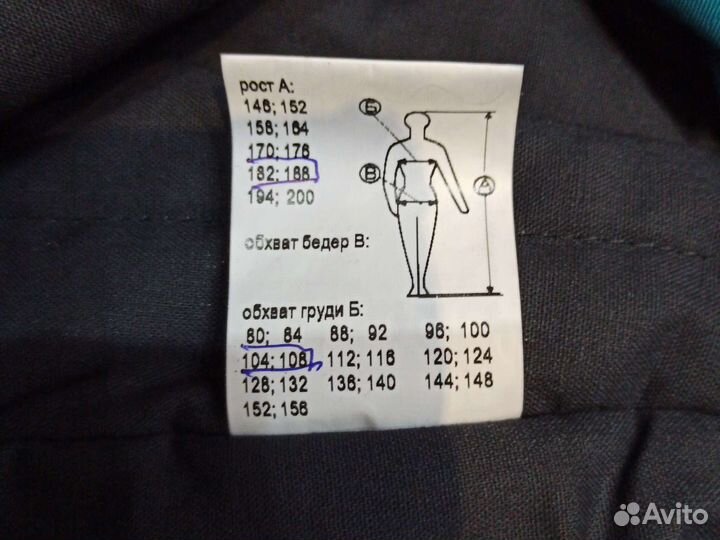 рост А:
146; 152
158; 164
170; 176
182; 188
194; 200
Б
В
А
обхват бедер В:
обхват груди Б:
80; 84 88; 92 96; 100
104; 108 112; 116 120; 124
128; 132 136; 140 144; 148
152; 156
Avito